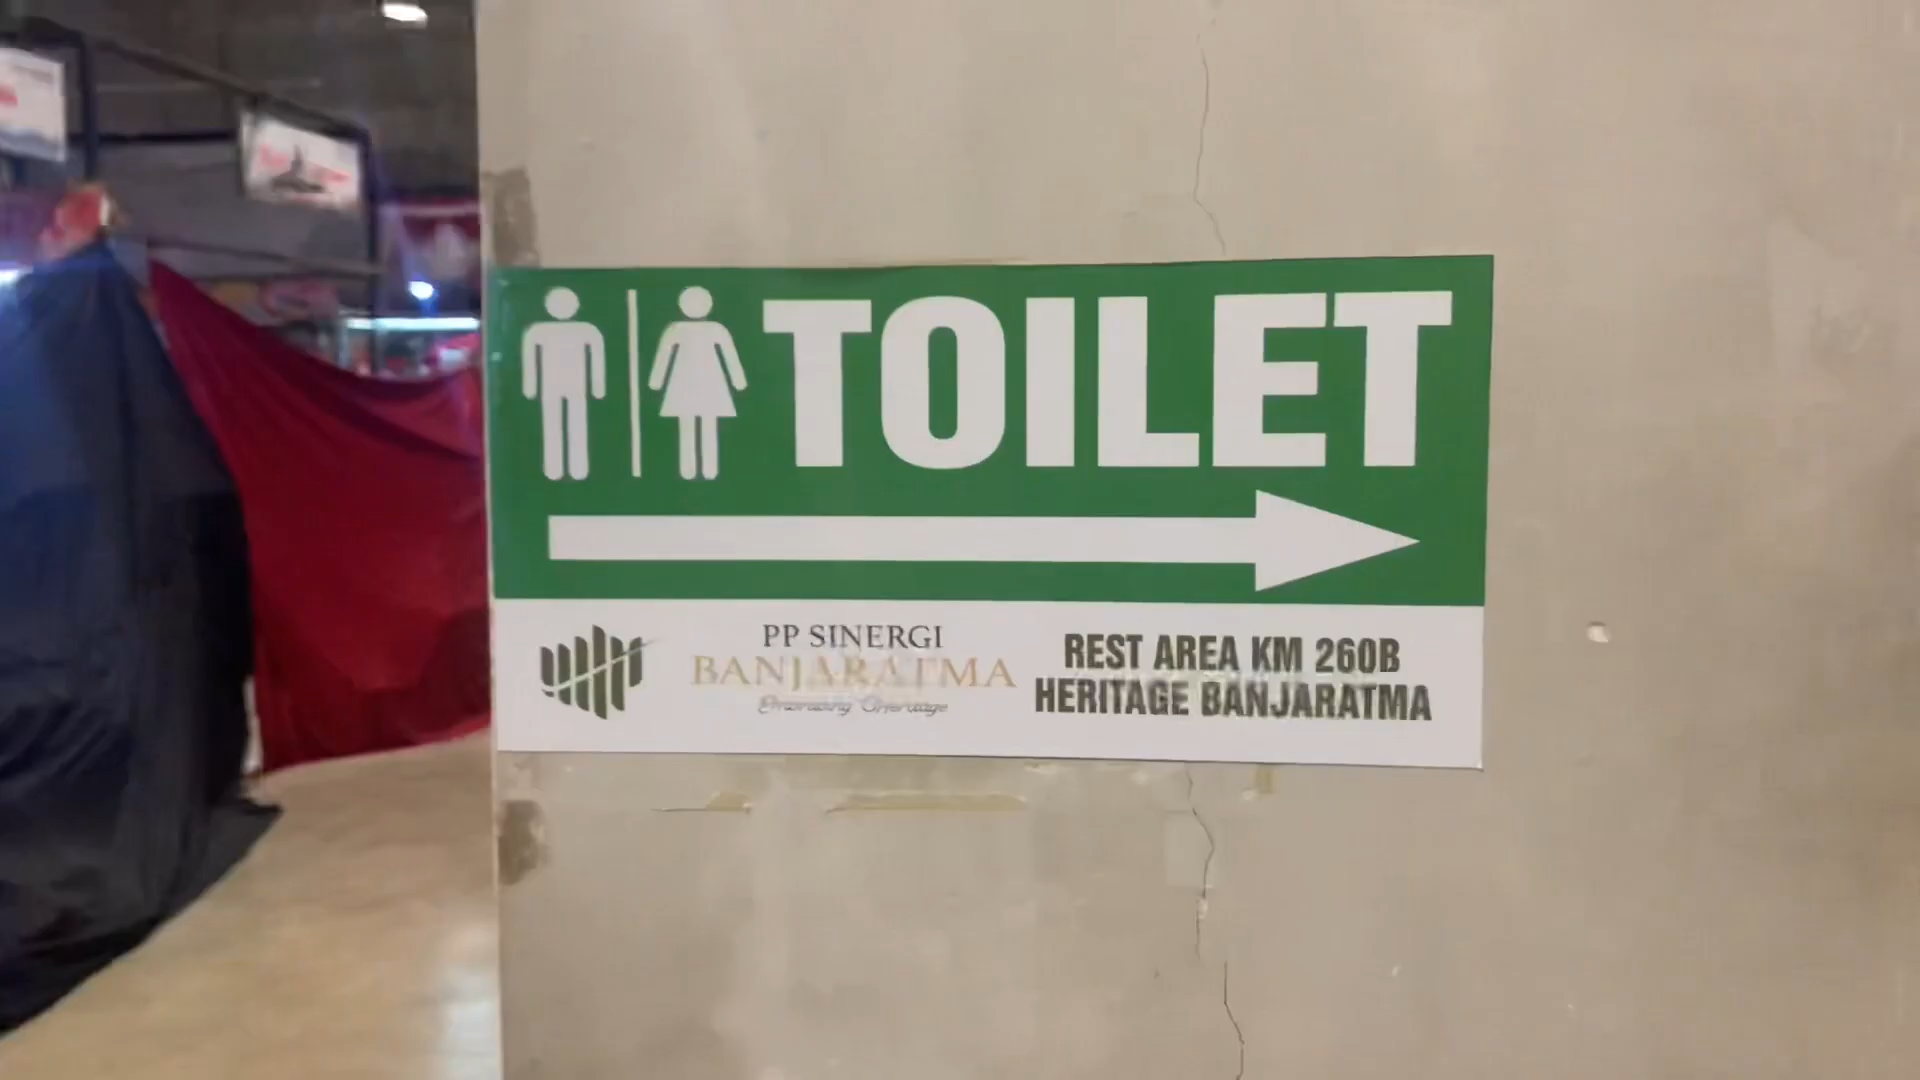 TOILET
PP SINERGI
BANJARATMA
REST AREA KM 260B
HERITAGE BANJARATMA